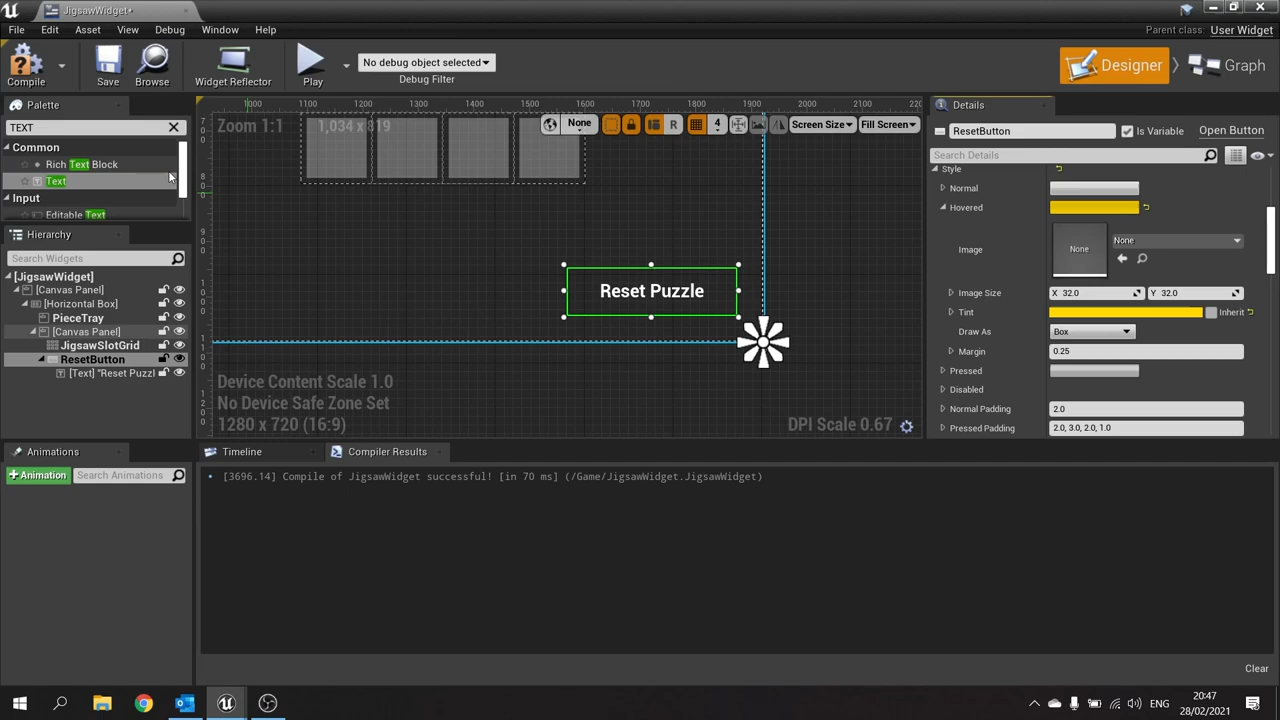 JigsawWidget*
File Edit Asset View Debug Window Help
Parent class: User Widget
Compile Save Browse Widget Reflector Play
No debug object selected
Debug Filter
Designer Graph
Palette
TEXT
Common
Rich Text Block
Text
Input
Editable Text
Hierarchy
Search Widgets
[JigsawWidget]
[Canvas Panel]
[Horizontal Box]
PieceTray
[Canvas Panel]
JigsawSlotGrid
ResetButton
[Text] "Reset Puzzl
Animations
+Animation
Search Animations
1000 1100 1200 1300 1400 1500 1600 1700 1800 1900 2000 2100 220
Zoom 1:1
1,034 x 819
None
R
4
Screen Size
Fill Screen
Reset Puzzle
Device Content Scale 1.0
No Device Safe Zone Set
1280 x 720 (16:9)
DPI Scale 0.67
Details
ResetButton
Is Variable
Open Button
Search Details
Style
Normal
Hovered
Image
None
None
Image Size X 32.0 Y 32.0
Tint Inherit
Draw As Box
Margin 0.25
Pressed
Disabled
Normal Padding 2.0
Pressed Padding 2.0, 3.0, 2.0, 1.0
Timeline
Compiler Results
[3696.14] Compile of JigsawWidget successful! [in 70 ms] (/Game/JigsawWidget.JigsawWidget)
Clear
ENG
20:47
28/02/2021